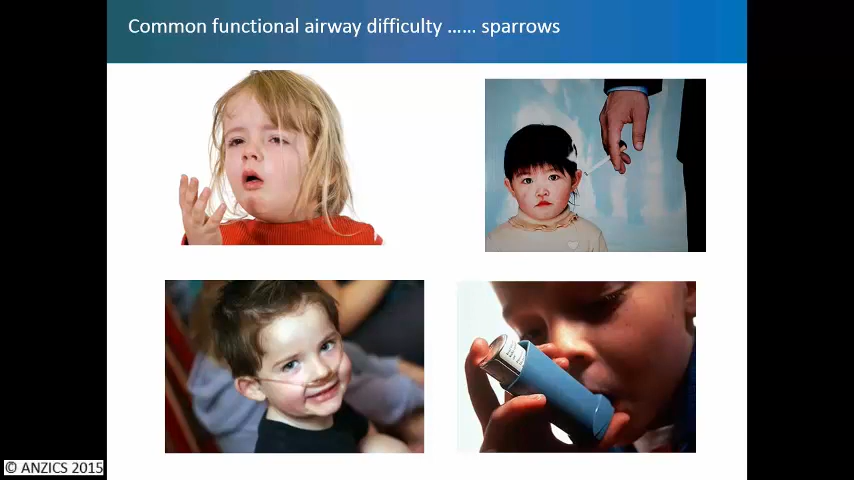 Common functional airway difficulty …… sparrows
© ANZICS 2015